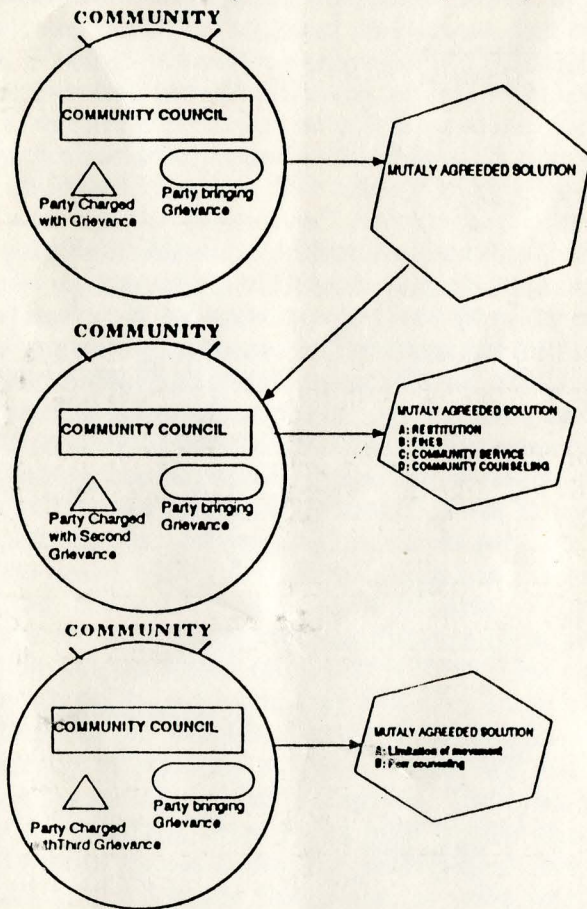 COMMUNITY
COMMUNITY COUNCIL
Party Charged
with Grievance
Party bringing
Grievance
MUTALY AGREEDED SOLUTION
COMMUNITY
COMMUNITY COUNCIL
Party Charged
with Second
Grievance
Party bringing
Grievance
MUTALY AGREEDED SOLUTION
A: RESTITUTION
B: FINES
C: COMMUNITY SERVICE
D: COMMUNITY COUNSELING
COMMUNITY
COMMUNITY COUNCIL
Party Charged
withThird Grievance
Party bringing
Grievance
MUTALY AGREEDED SOLUTION
A: Limitation of movement
B: Peer counseling